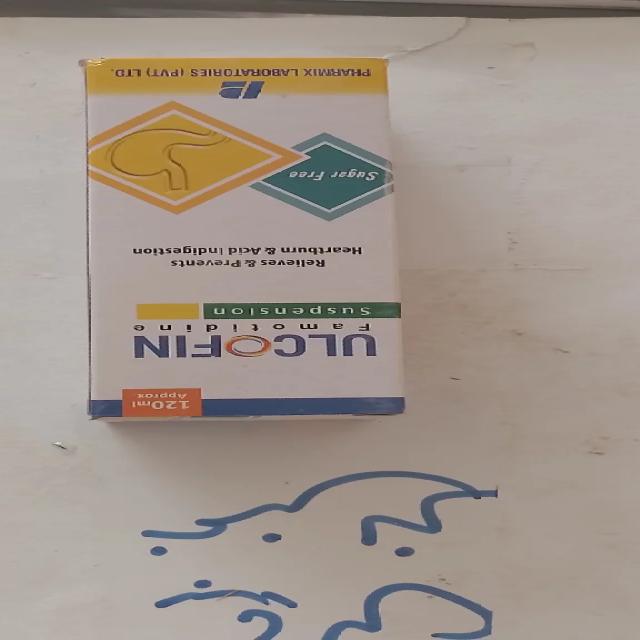 120ml
Approx
ULCOFIN
Famotidine
Suspension
Relieves & Prevents
Heartburn & Acid Indigestion
Sugar Free
PHARMIX LABORATORIES (PVT) LTD.